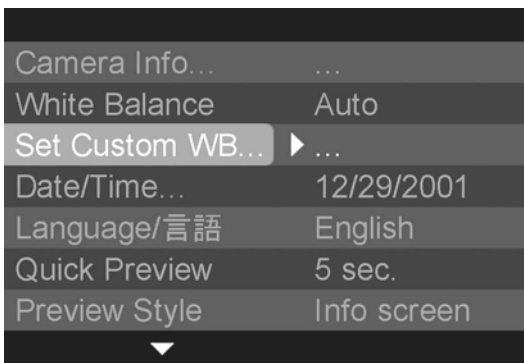 Camera Info... ...
White Balance Auto
Set Custom WB... ...
Date/Time... 12/29/2001
Language/言語 English
Quick Preview 5 sec.
Preview Style Info screen